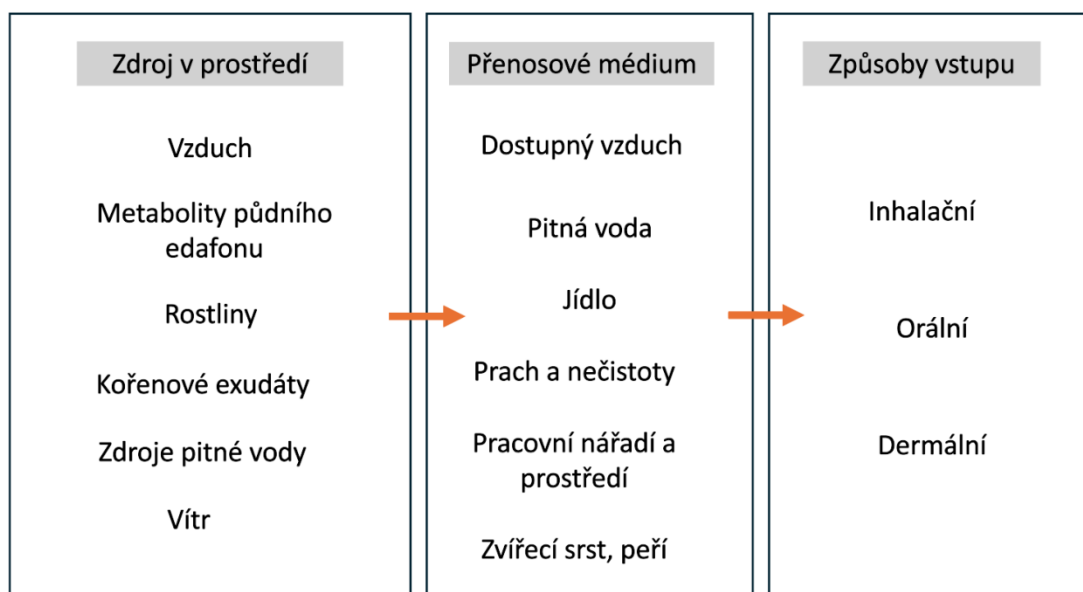 Zdroj v prostředí
Vzduch
Metabolity půdního
edafonu
Rostliny
Kořenové exudáty
Zdroje pitné vody
Vítr
Přenosové médium
Dostupný vzduch
Pitná voda
Jídlo
Prach a nečistoty
Pracovní nářadí a
prostředí
Zvířecí srst, peří
Způsoby vstupu
Inhalační
Orální
Dermální